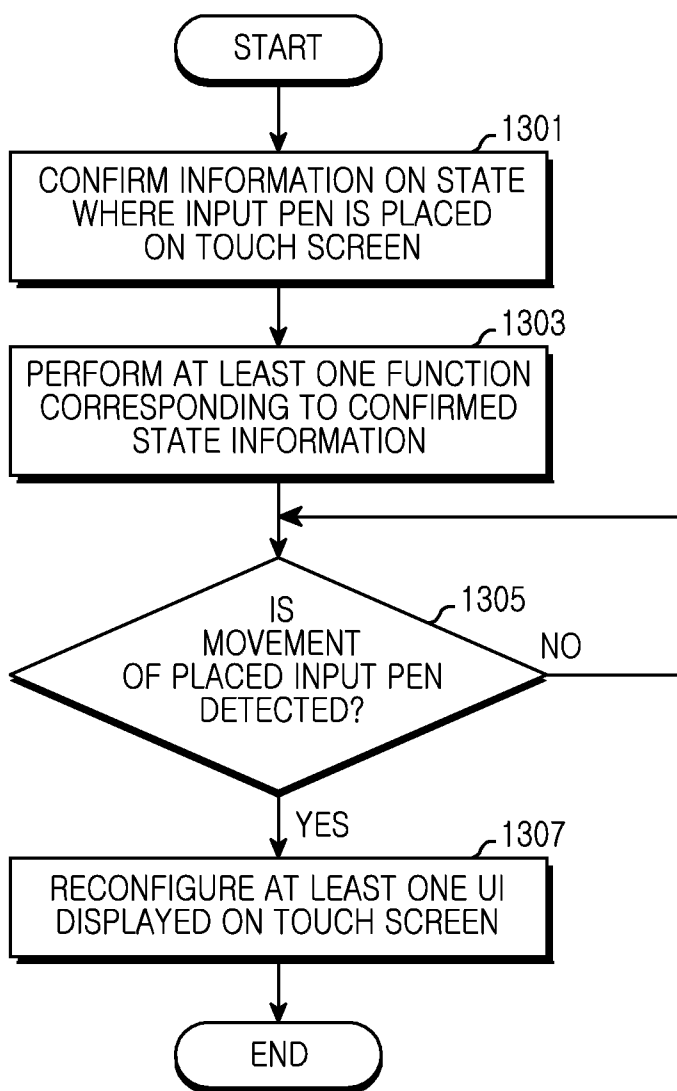 START
1301
CONFIRM INFORMATION ON STATE
WHERE INPUT PEN IS PLACED
ON TOUCH SCREEN
1303
PERFORM AT LEAST ONE FUNCTION
CORRESPONDING TO CONFIRMED
STATE INFORMATION
1305
IS
MOVEMENT
OF PLACED INPUT PEN
DETECTED?
NO
YES
1307
RECONFIGURE AT LEAST ONE UI
DISPLAYED ON TOUCH SCREEN
END